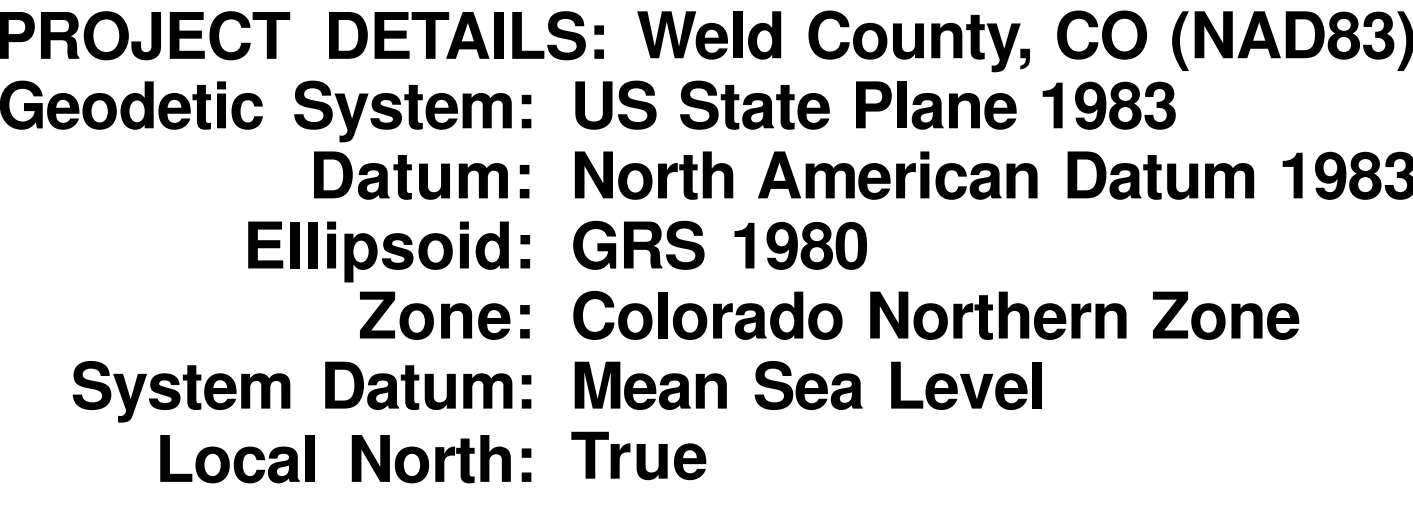 PROJECT DETAILS: Weld County, CO (NAD83)
Geodetic System: US State Plane 1983
Datum: North American Datum 1983
Ellipsoid: GRS 1980
Zone: Colorado Northern Zone
System Datum: Mean Sea Level
Local North: True